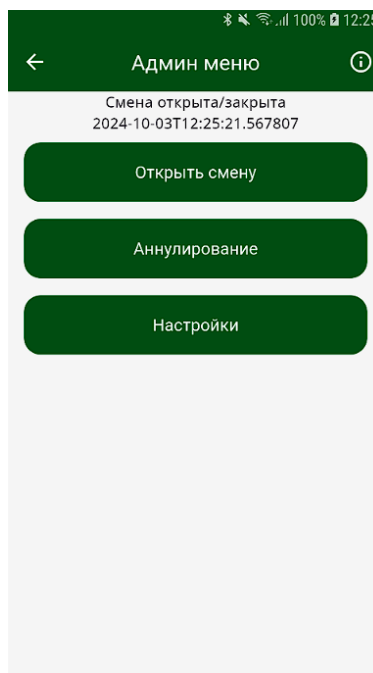 100% 12:25
Админ меню
Смена открыта/закрыта
2024-10-03T12:25:21.567807
Открыть смену
Аннулирование
Настройки